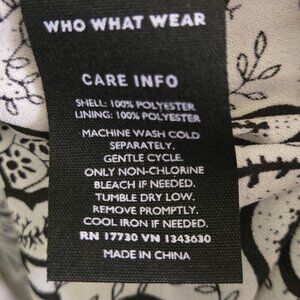 WHO WHAT WEAR
CARE INFO
SHELL: 100% POLYESTER
LINING: 100% POLYESTER
MACHINE WASH COLD
SEPARATELY.
GENTLE CYCLE.
ONLY NON-CHLORINE
BLEACH IF NEEDED.
TUMBLE DRY LOW.
REMOVE PROMPTLY.
COOL IRON IF NEEDED.
RN 17730 VN 1343630
MADE IN CHINA